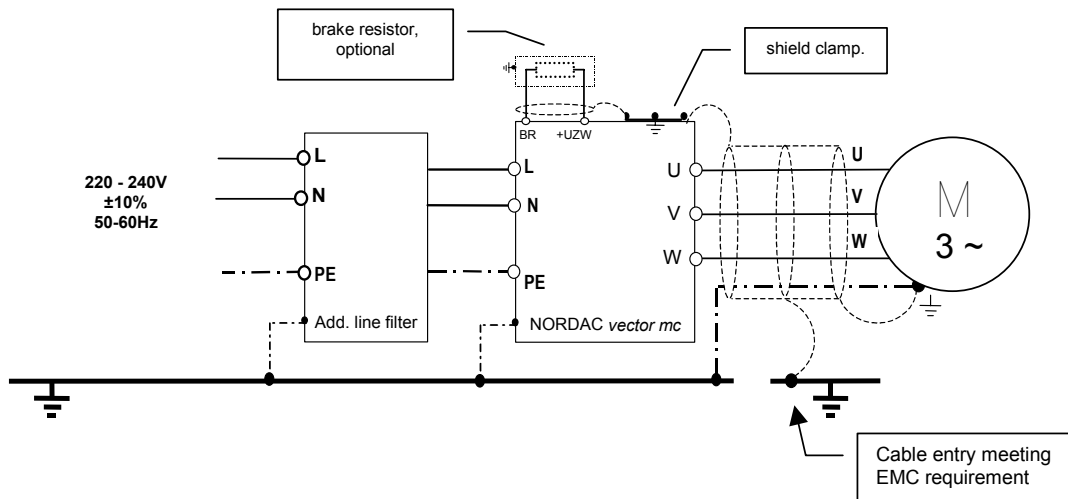 brake resistor,
optional
shield clamp.
BR
+UZW
220 - 240V
±10%
50-60Hz
L
N
PE
Add. line filter
L
N
PE
NORDAC vector mc
U
V
W
U
V
W
M
3 ~
Cable entry meeting
EMC requirement